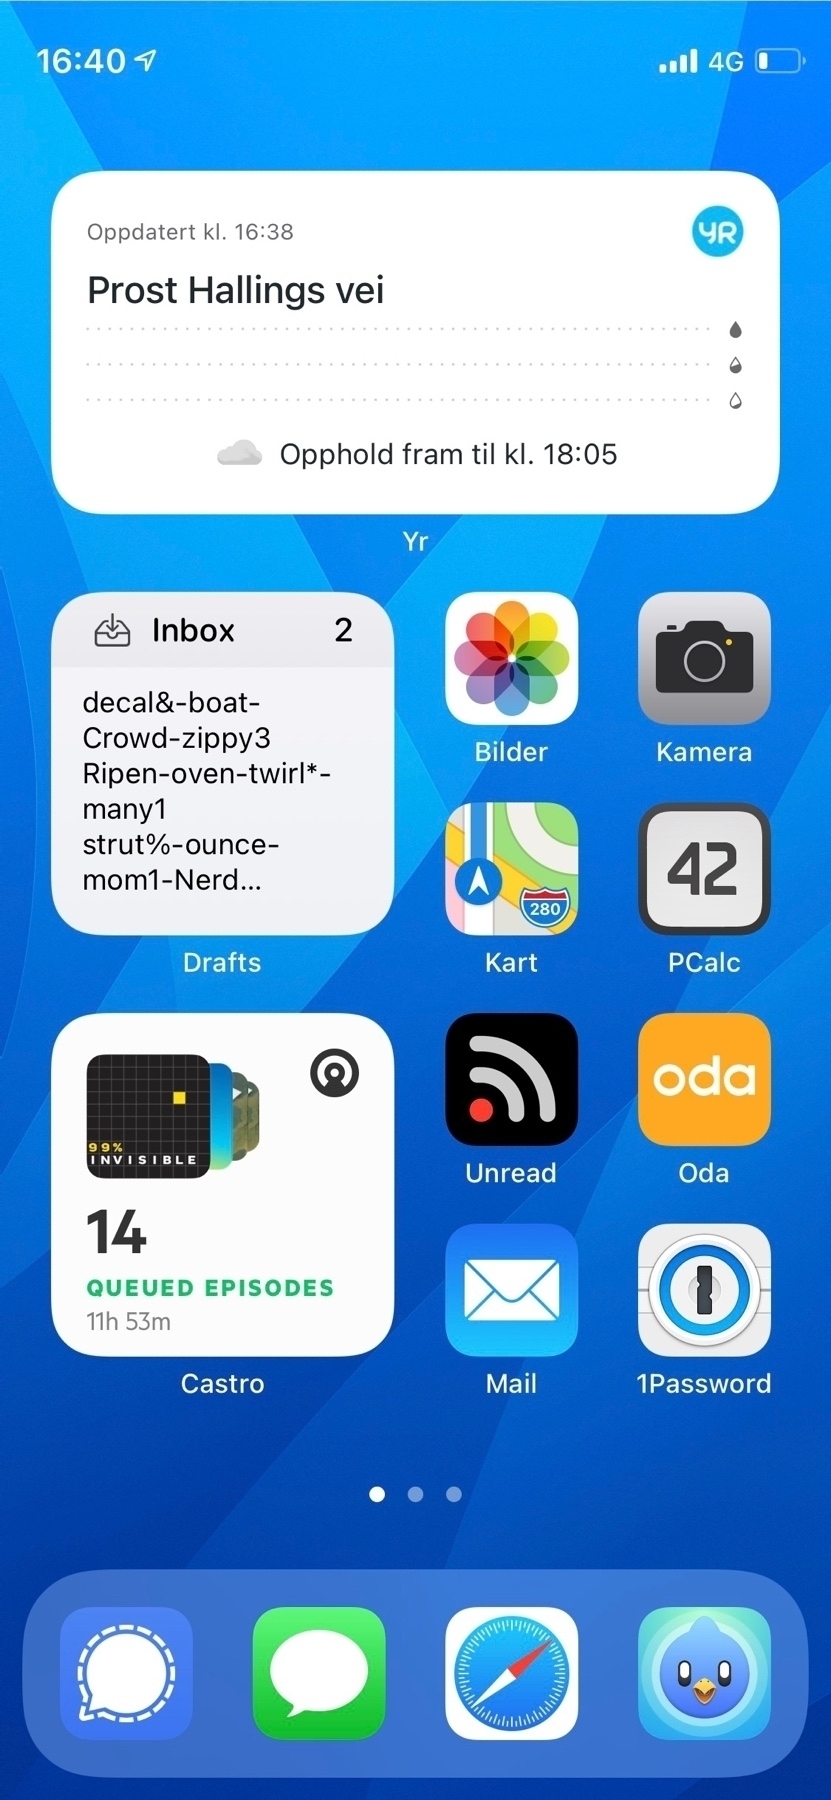 16:40
4G
Oppdatert kl. 16:38
YR
Prost Hallings vei
Opphold fram til kl. 18:05
Yr
Inbox 2
decal&-boat-
Crowd-zippy3
Ripen-oven-twirl*-
many1
strut%-ounce-
mom1-Nerd...
Drafts
Bilder
Kamera
280
42
Kart
PCalc
99%
INVISIBLE
14
QUEUED EPISODES
11h 53m
Castro
oda
Unread
Oda
Mail
1Password